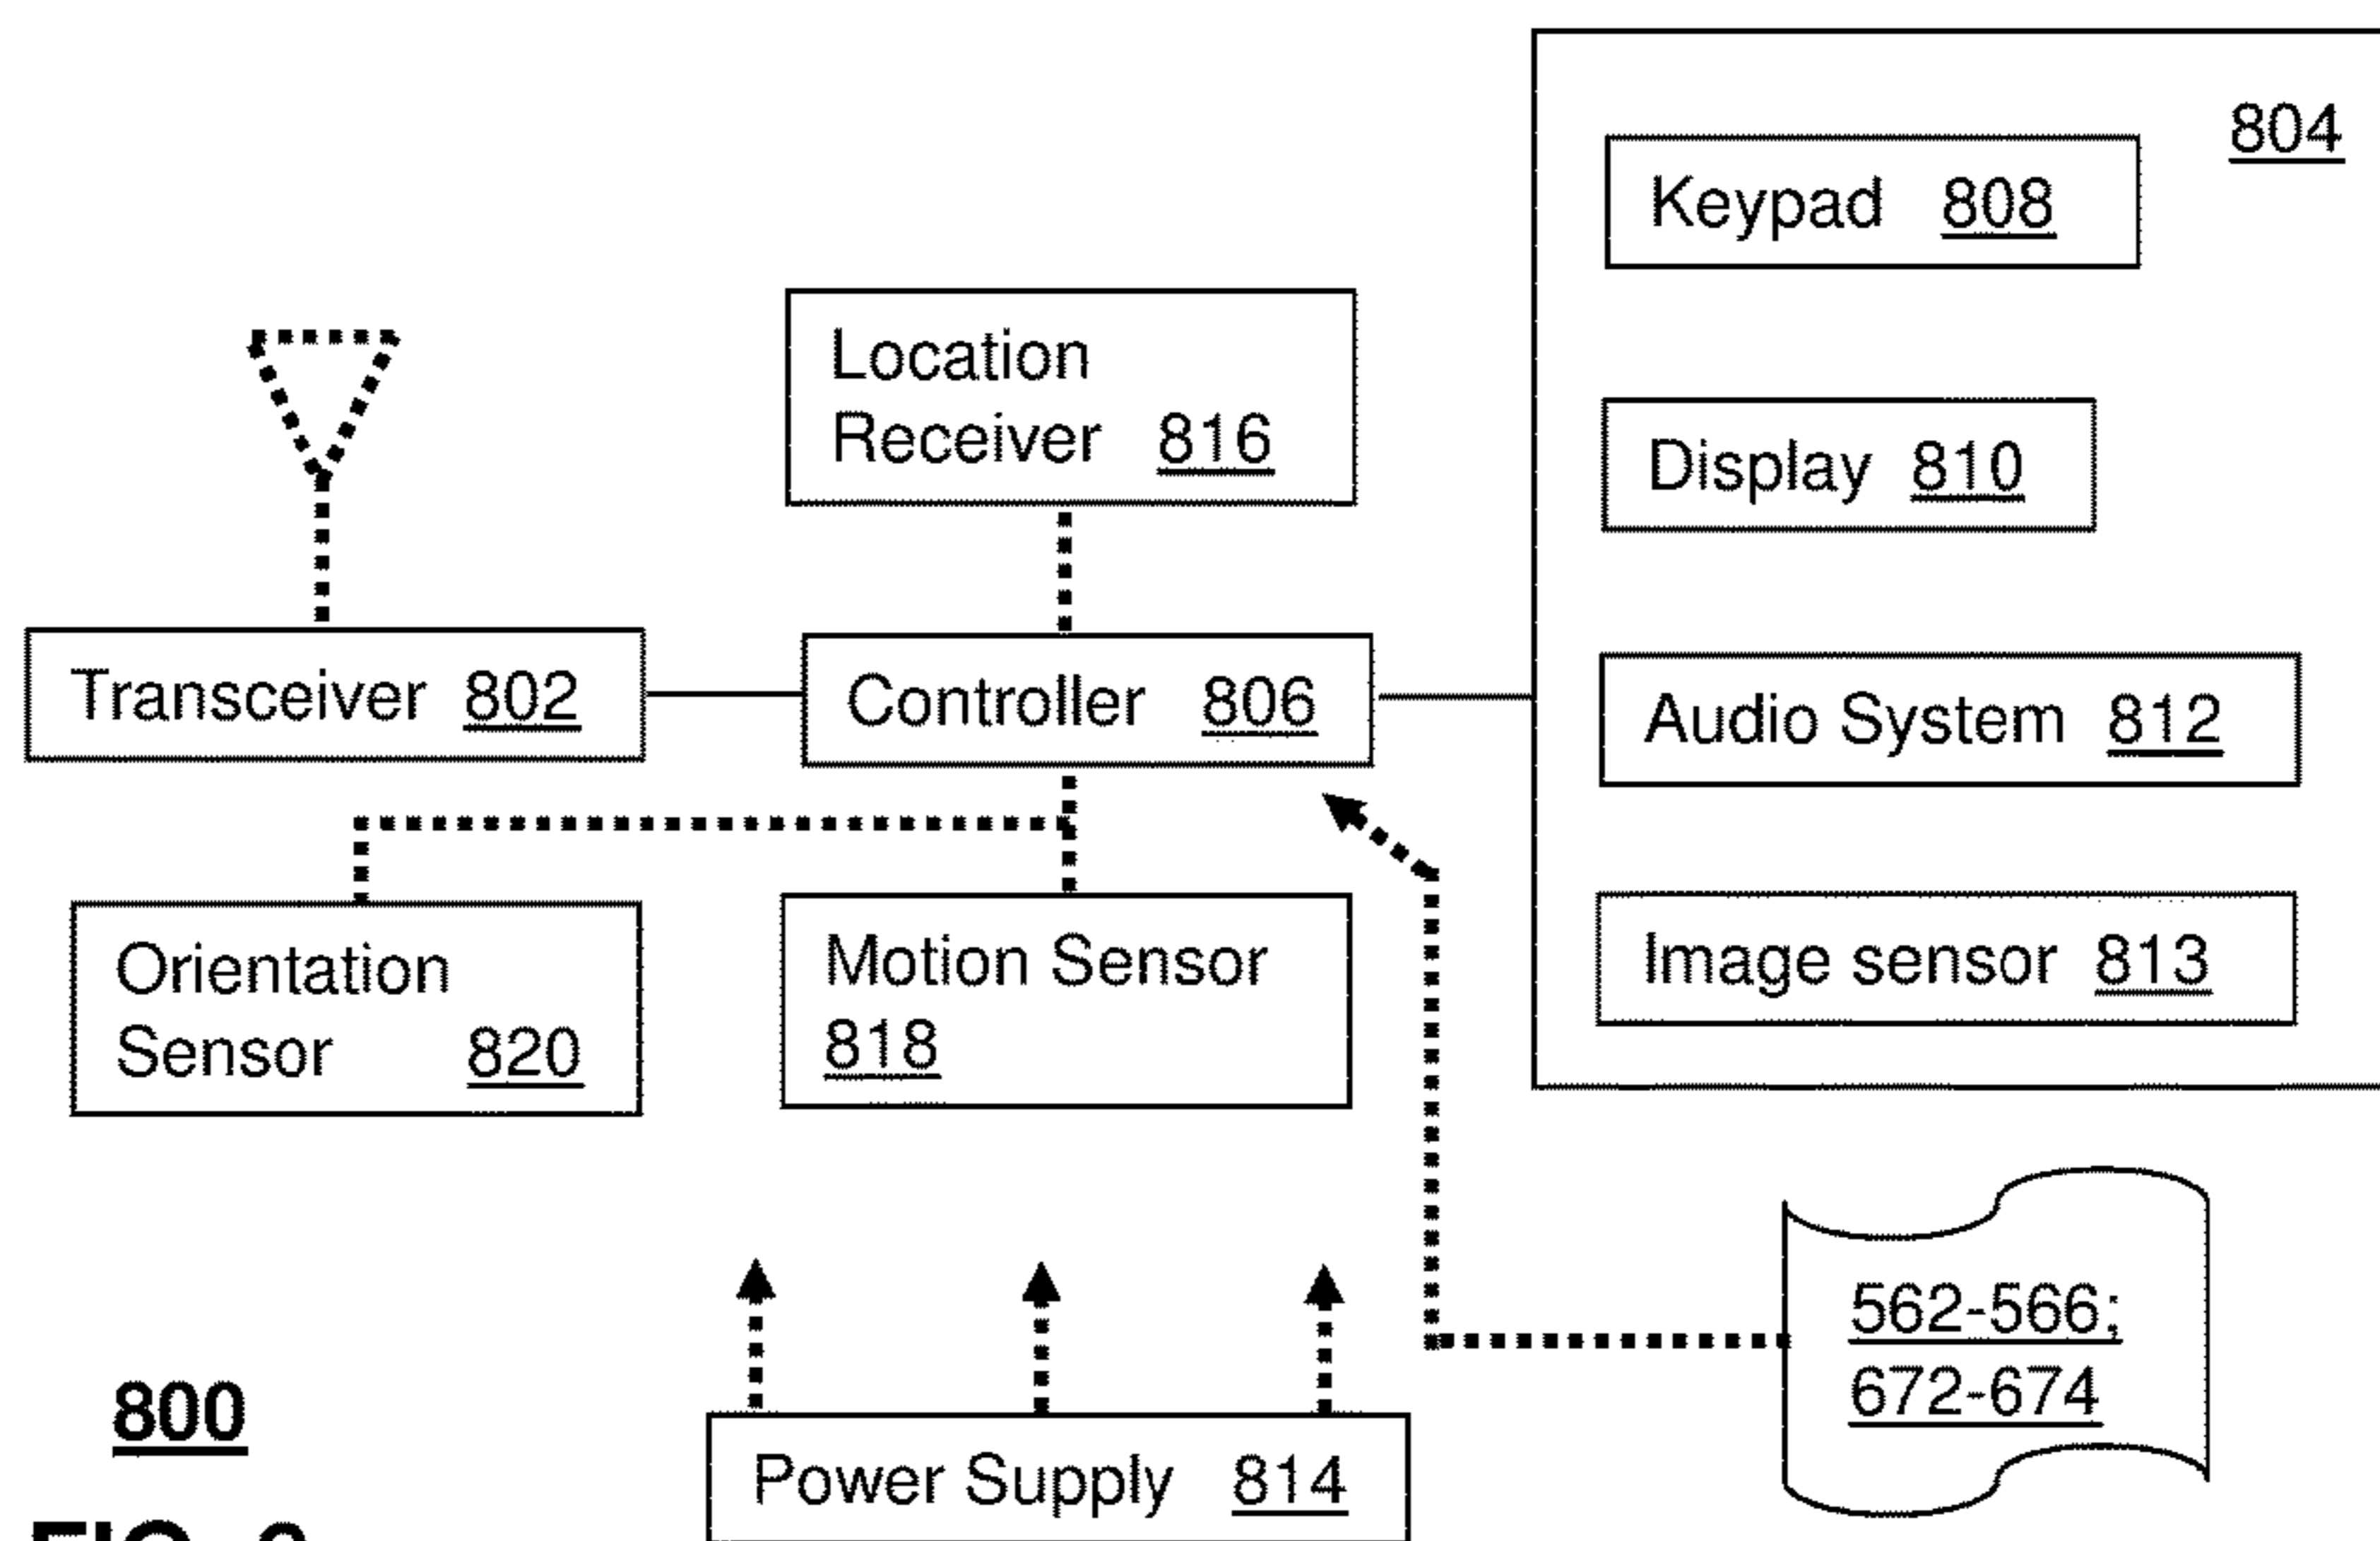 804
Keypad 808
Location
Receiver 816
Display 810
Transceiver 802
Controller 806
Audio System 812
Orientation
Sensor 820
Motion Sensor
818
Image sensor 813
562-566;
672-674
800
Power Supply 814
FIG.